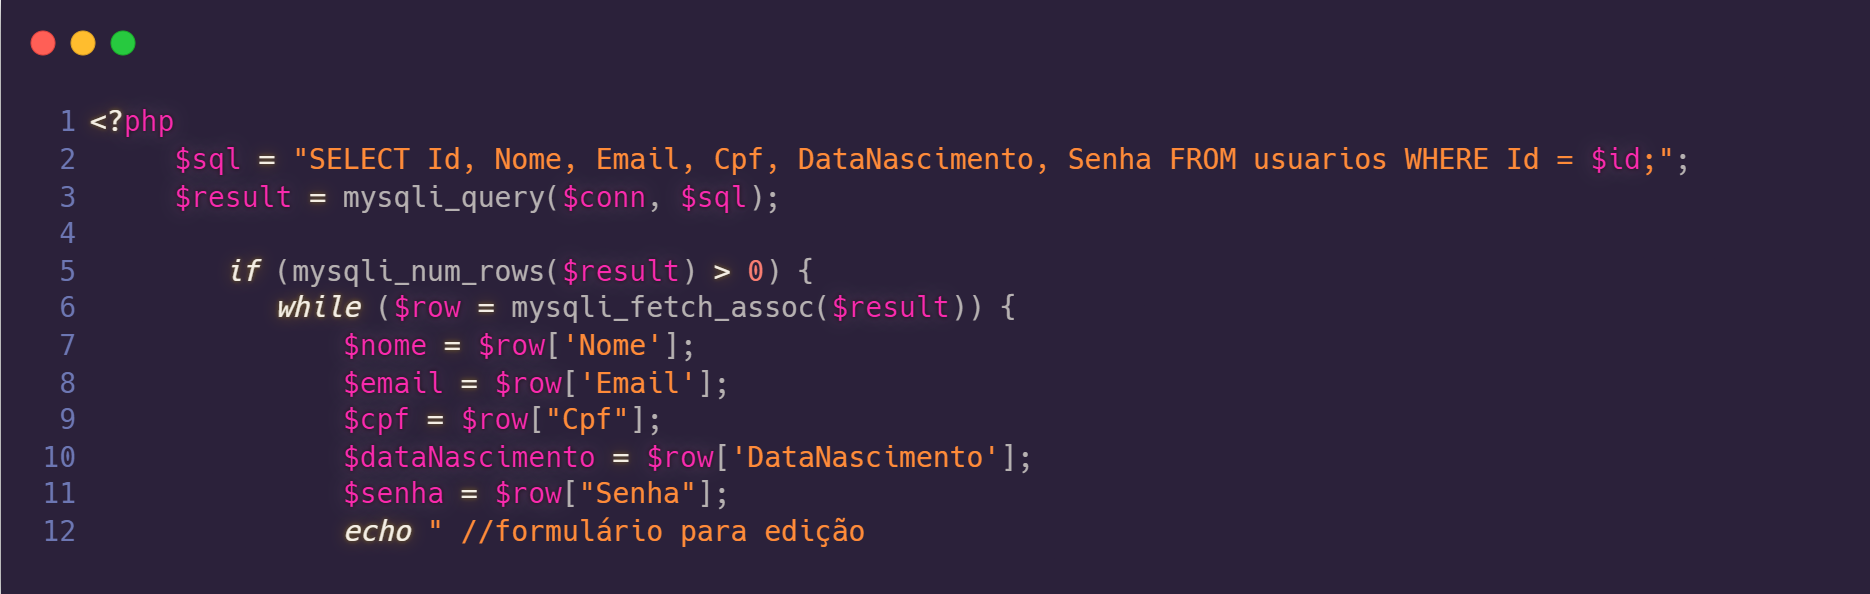 1 <?php
2 $sql = "SELECT Id, Nome, Email, Cpf, DataNascimento, Senha FROM usuarios WHERE Id = $id;";
3 $result = mysqli_query($conn, $sql);
4
5 if (mysqli_num_rows($result) > 0) {
6 while ($row = mysqli_fetch_assoc($result)) {
7 $nome = $row['Nome'];
8 $email = $row['Email'];
9 $cpf = $row["Cpf"];
10 $dataNascimento = $row['DataNascimento'];
11 $senha = $row["Senha"];
12 echo " //formulário para edição